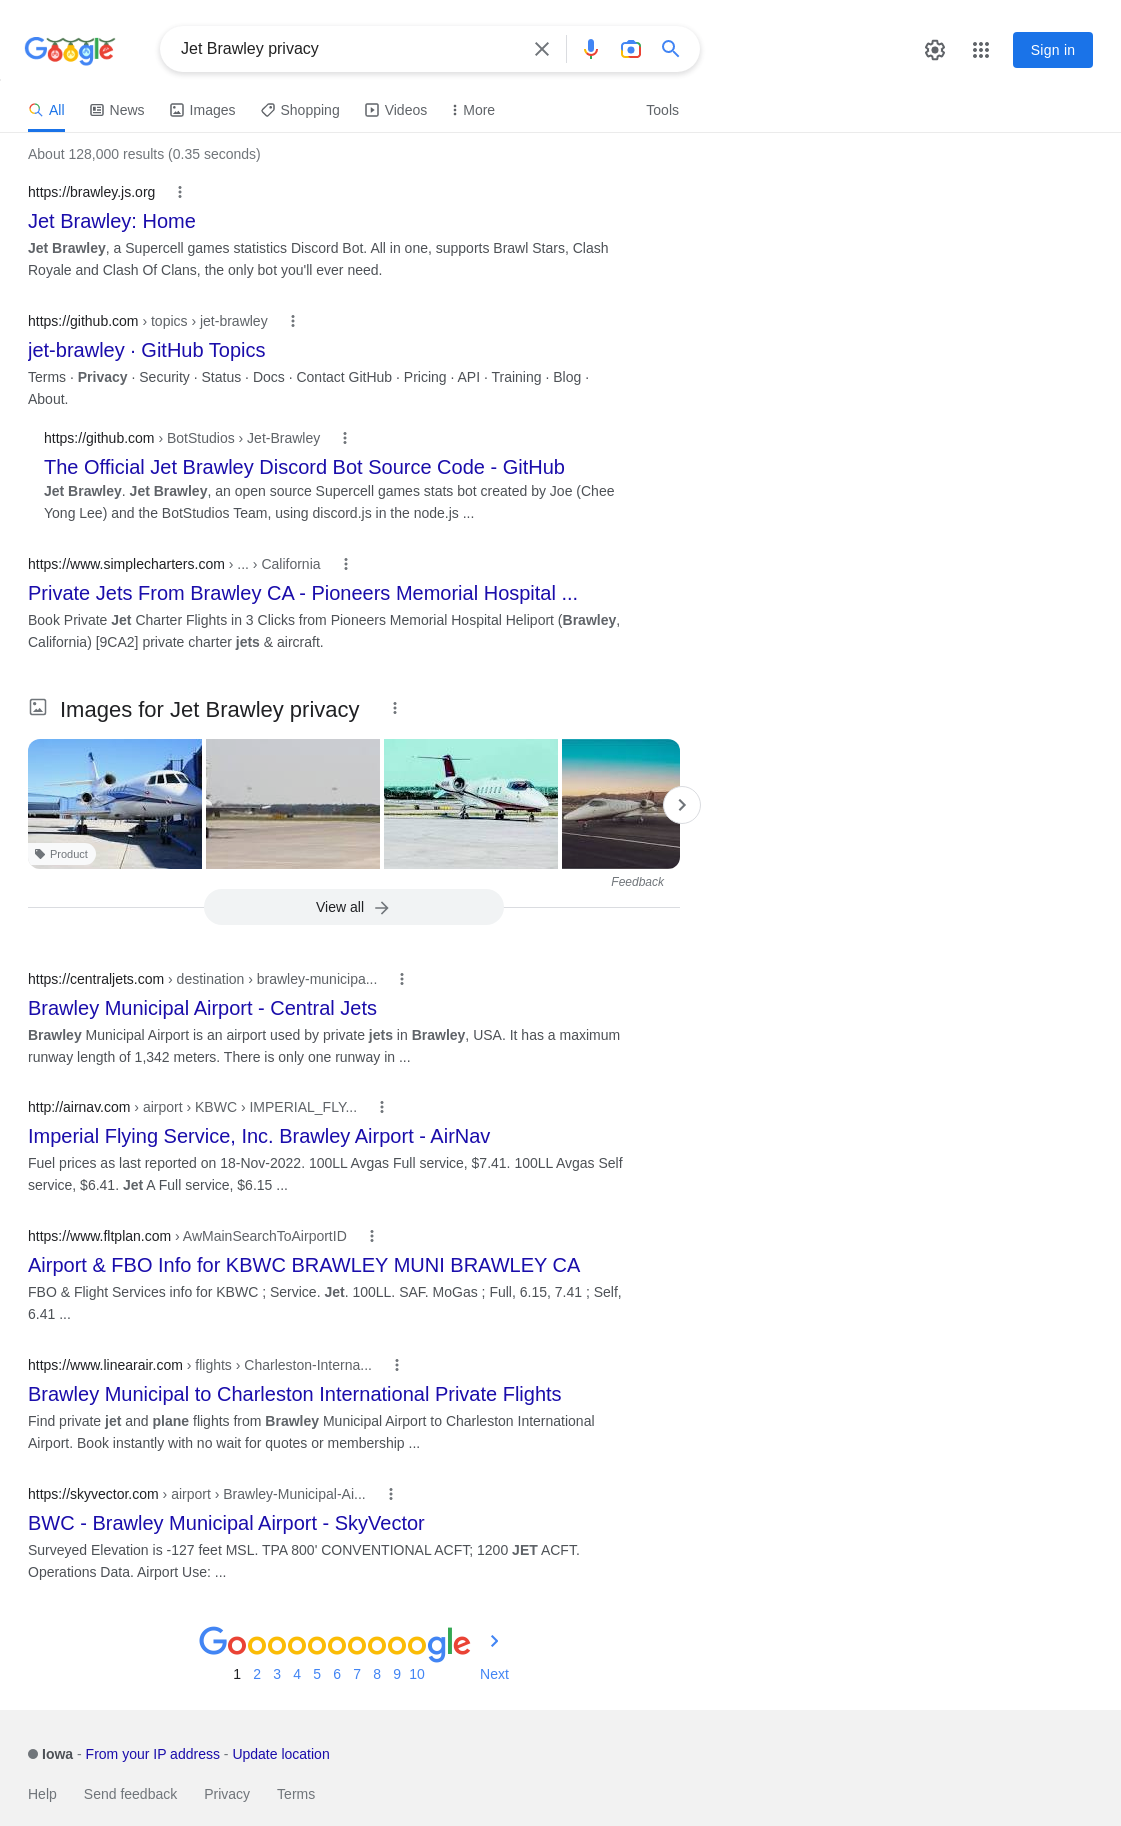 Google
Jet Brawley privacy
Sign in
All
News
Images
Shopping
Videos
More
Tools
About 128,000 results (0.35 seconds)
https://brawley.js.org
Jet Brawley: Home
Jet Brawley, a Supercell games statistics Discord Bot. All in one, supports Brawl Stars, Clash
Royale and Clash Of Clans, the only bot you'll ever need.
https://github.com › topics › jet-brawley
jet-brawley · GitHub Topics
Terms · Privacy · Security · Status · Docs · Contact GitHub · Pricing · API · Training · Blog ·
About.
https://github.com › BotStudios › Jet-Brawley
The Official Jet Brawley Discord Bot Source Code - GitHub
Jet Brawley. Jet Brawley, an open source Supercell games stats bot created by Joe (Chee
Yong Lee) and the BotStudios Team, using discord.js in the node.js ...
https://www.simplecharters.com › ... › California
Private Jets From Brawley CA - Pioneers Memorial Hospital ...
Book Private Jet Charter Flights in 3 Clicks from Pioneers Memorial Hospital Heliport (Brawley,
California) [9CA2] private charter jets & aircraft.
Images for Jet Brawley privacy
Product
Feedback
View all
https://centraljets.com › destination › brawley-municipa...
Brawley Municipal Airport - Central Jets
Brawley Municipal Airport is an airport used by private jets in Brawley, USA. It has a maximum
runway length of 1,342 meters. There is only one runway in ...
http://airnav.com › airport › KBWC › IMPERIAL_FLY...
Imperial Flying Service, Inc. Brawley Airport - AirNav
Fuel prices as last reported on 18-Nov-2022. 100LL Avgas Full service, $7.41. 100LL Avgas Self
service, $6.41. Jet A Full service, $6.15 ...
https://www.fltplan.com › AwMainSearchToAirportID
Airport & FBO Info for KBWC BRAWLEY MUNI BRAWLEY CA
FBO & Flight Services info for KBWC ; Service. Jet. 100LL. SAF. MoGas ; Full, 6.15, 7.41 ; Self,
6.41 ...
https://www.linearair.com › flights › Charleston-Interna...
Brawley Municipal to Charleston International Private Flights
Find private jet and plane flights from Brawley Municipal Airport to Charleston International
Airport. Book instantly with no wait for quotes or membership ...
https://skyvector.com › airport › Brawley-Municipal-Ai...
BWC - Brawley Municipal Airport - SkyVector
Surveyed Elevation is -127 feet MSL. TPA 800' CONVENTIONAL ACFT; 1200 JET ACFT.
Operations Data. Airport Use: ...
Goooooooooogle
1 2 3 4 5 6 7 8 9 10 Next
Iowa - From your IP address - Update location
Help Send feedback Privacy Terms